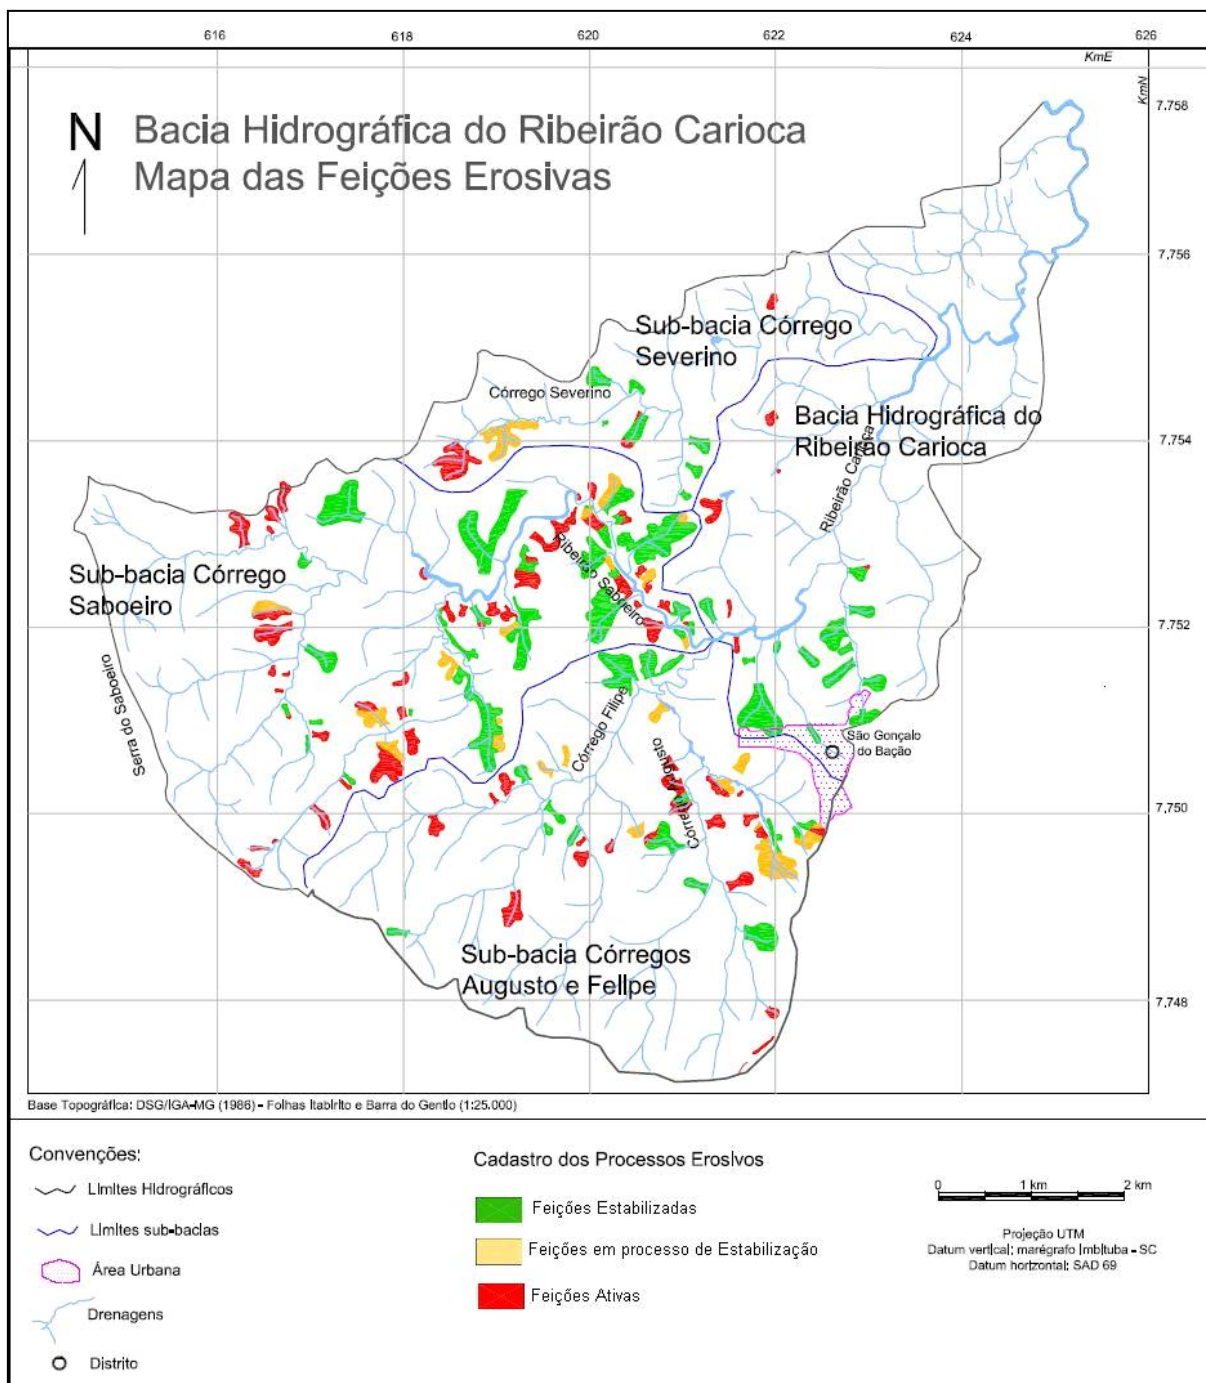 616 618 620 622 624 626
KmE
KmN
7,758
N
Bacia Hidrográfica do Ribeirão Carioca
Mapa das Feições Erosivas
7,756
Sub-bacia Córrego
Severino
Córrego Severino
Bacia Hidrográfica do
Ribeirão Carioca
7,754
Ribeirão Carioca
Ribeirão Saboeiro
Sub-bacia Córrego
Saboeiro
7,752
Serra do Saboeiro
Córrego Filipe
Córrego Augusto
São Gonçalo
do Bação
7,750
Sub-bacia Córregos
Augusto e Felipe
7,748
Base Topográfica: DSG/IGA-MG (1986) - Folhas Itabirito e Barra do Gentio (1:25.000)
Convenções:
Limites Hidrográficos
Limites sub-bacias
Área Urbana
Drenagens
Distrito
Cadastro dos Processos Erosivos
Feições Estabilizadas
Feições em processo de Estabilização
Feições Ativas
0 1 km 2 km
Projeção UTM
Datum vertical: marégrafo Imbituba - SC
Datum horizontal: SAD 69